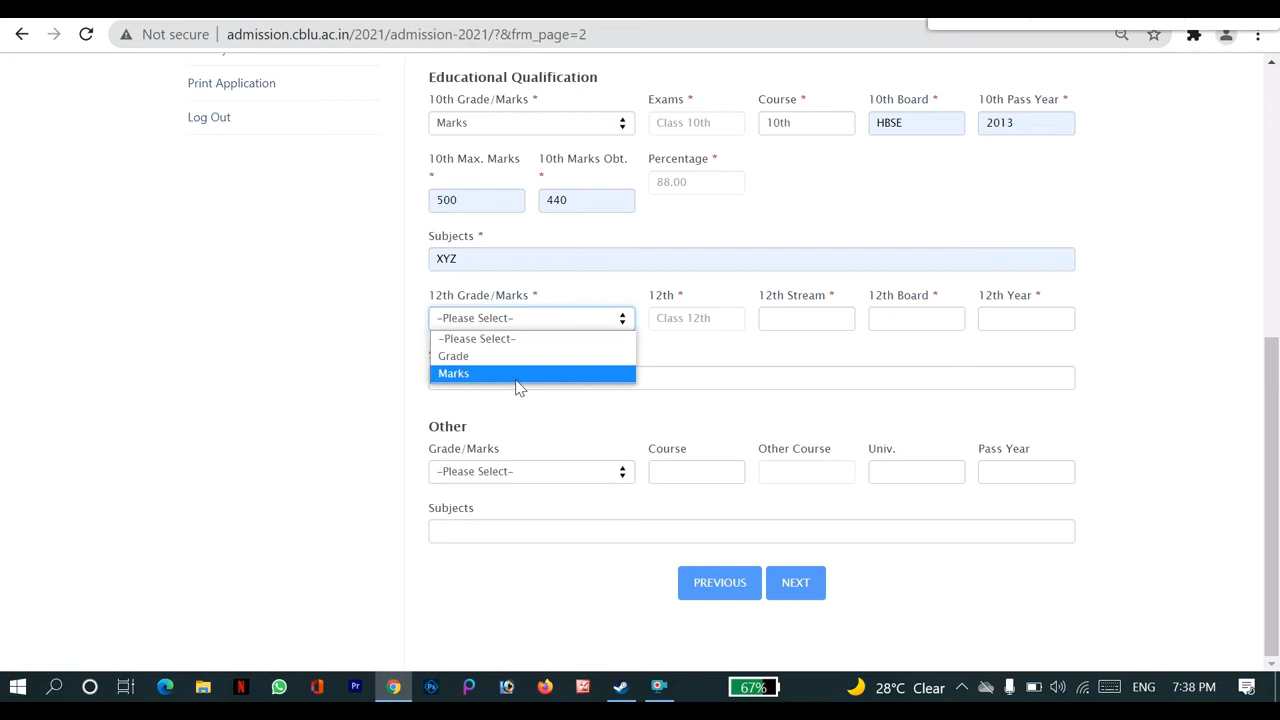 Not secure admission.cblu.ac.in/2021/admission-2021/?&frm_page=2
Print Application
Log Out
Educational Qualification
10th Grade/Marks * Exams * Course * 10th Board * 10th Pass Year *
Marks Class 10th 10th HBSE 2013
10th Max. Marks * 10th Marks Obt. * Percentage *
500 440 88.00
Subjects *
XYZ
12th Grade/Marks * 12th * 12th Stream * 12th Board * 12th Year *
-Please Select- Class 12th
-Please Select-
Grade
Marks
Other
Grade/Marks Course Other Course Univ. Pass Year
-Please Select-
Subjects
PREVIOUS NEXT
67% 28°C Clear ENG 7:38 PM